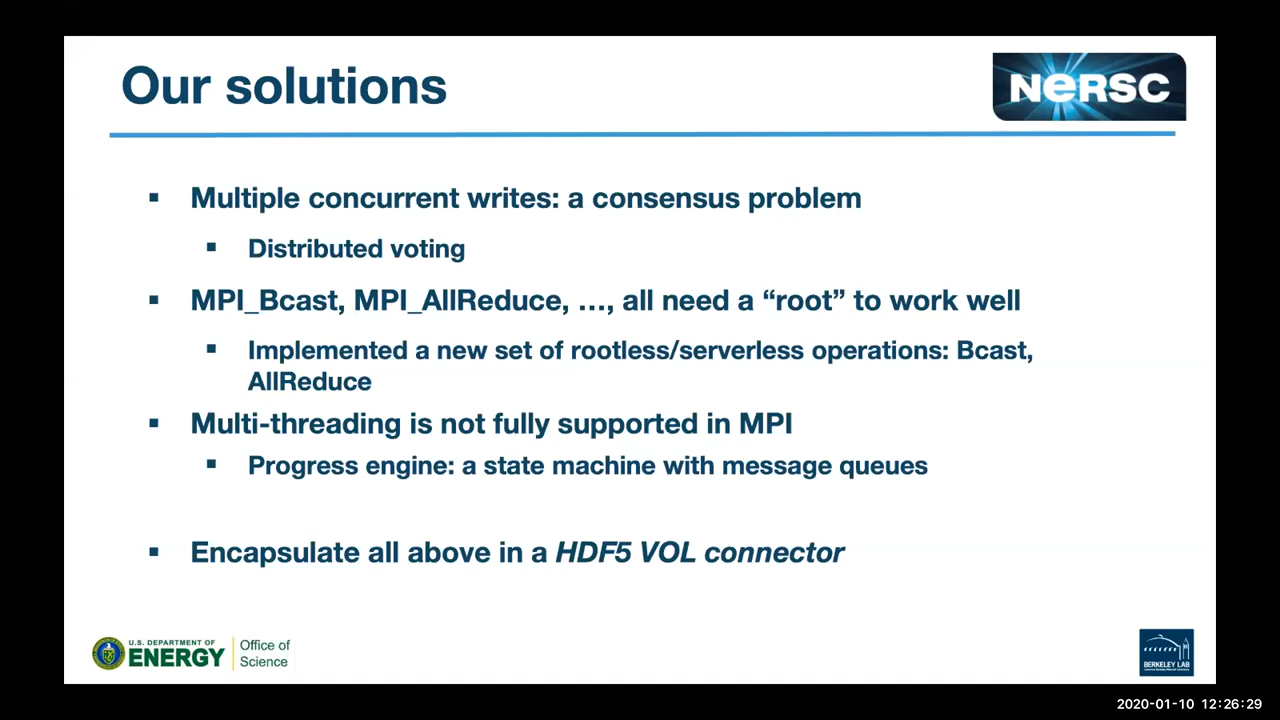 Our solutions
NERSC
▪ Multiple concurrent writes: a consensus problem
▪ Distributed voting
▪ MPI_Bcast, MPI_AllReduce, …, all need a “root” to work well
▪ Implemented a new set of rootless/serverless operations: Bcast,
AllReduce
▪ Multi-threading is not fully supported in MPI
▪ Progress engine: a state machine with message queues
▪ Encapsulate all above in a HDF5 VOL connector
U.S. DEPARTMENT OF
ENERGY
Office of
Science
BERKELEY LAB
2020-01-10 12:26:29